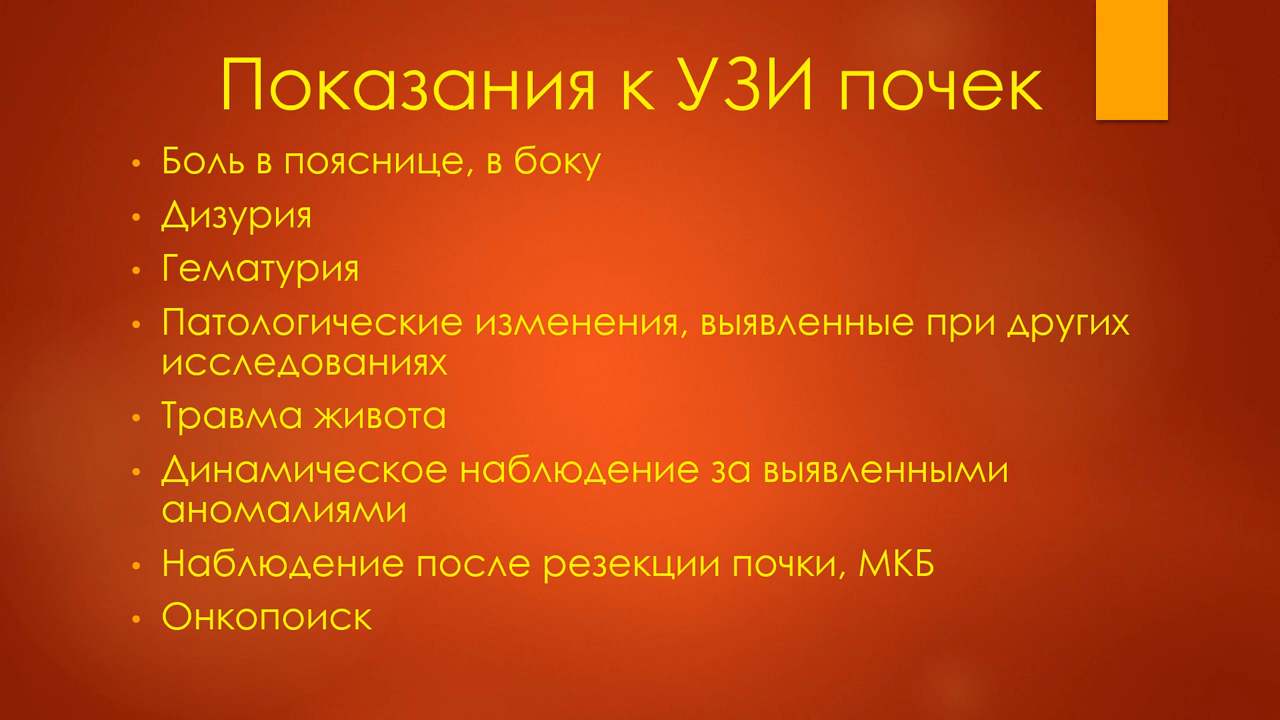 Показания к УЗИ почек
• Боль в пояснице, в боку
• Дизурия
• Гематурия
• Патологические изменения, выявленные при других
исследованиях
• Травма живота
• Динамическое наблюдение за выявленными
аномалиями
• Наблюдение после резекции почки, МКБ
• Онкопоиск